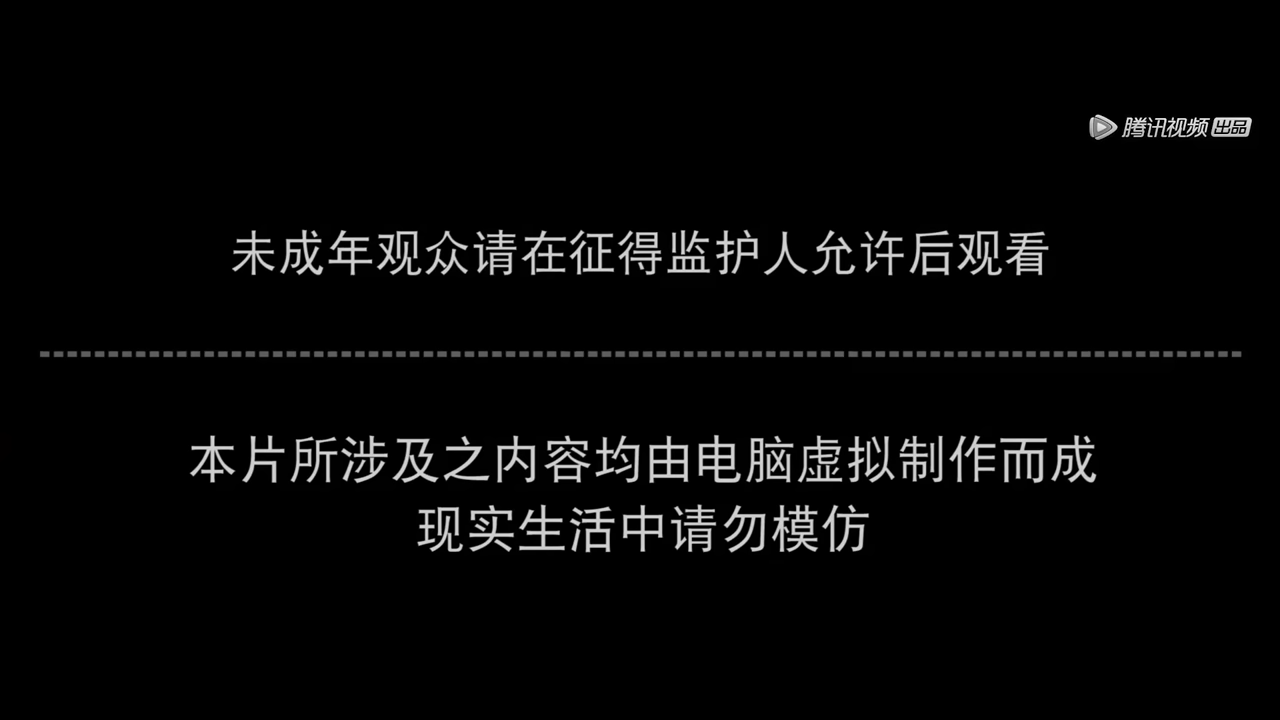 腾讯视频 出品
未成年观众请在征得监护人允许后观看
本片所涉及之内容均由电脑虚拟制作而成
现实生活中请勿模仿